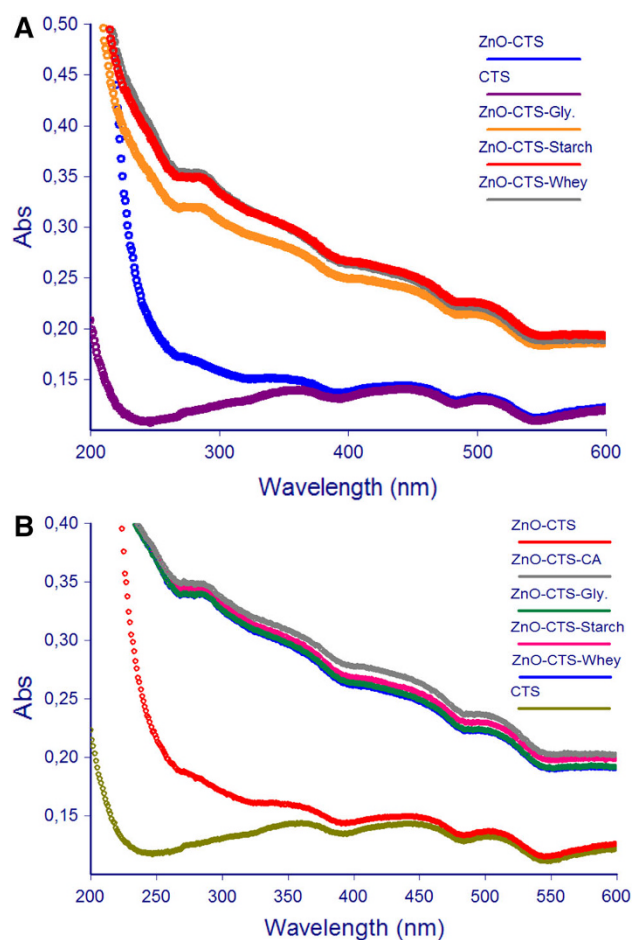 A
0,50
ZnO-CTS
0,45
CTS
0,40
ZnO-CTS-Gly.
0,35
ZnO-CTS-Starch
0,30
ZnO-CTS-Whey
Abs
0,25
0,20
0,15
200 300 400 500 600
Wavelength (nm)
B
0,40
ZnO-CTS
ZnO-CTS-CA
0,35
ZnO-CTS-Gly.
0,30
ZnO-CTS-Starch
0,25
ZnO-CTS-Whey
Abs
CTS
0,20
0,15
200 250 300 350 400 450 500 550 600
Wavelength (nm)